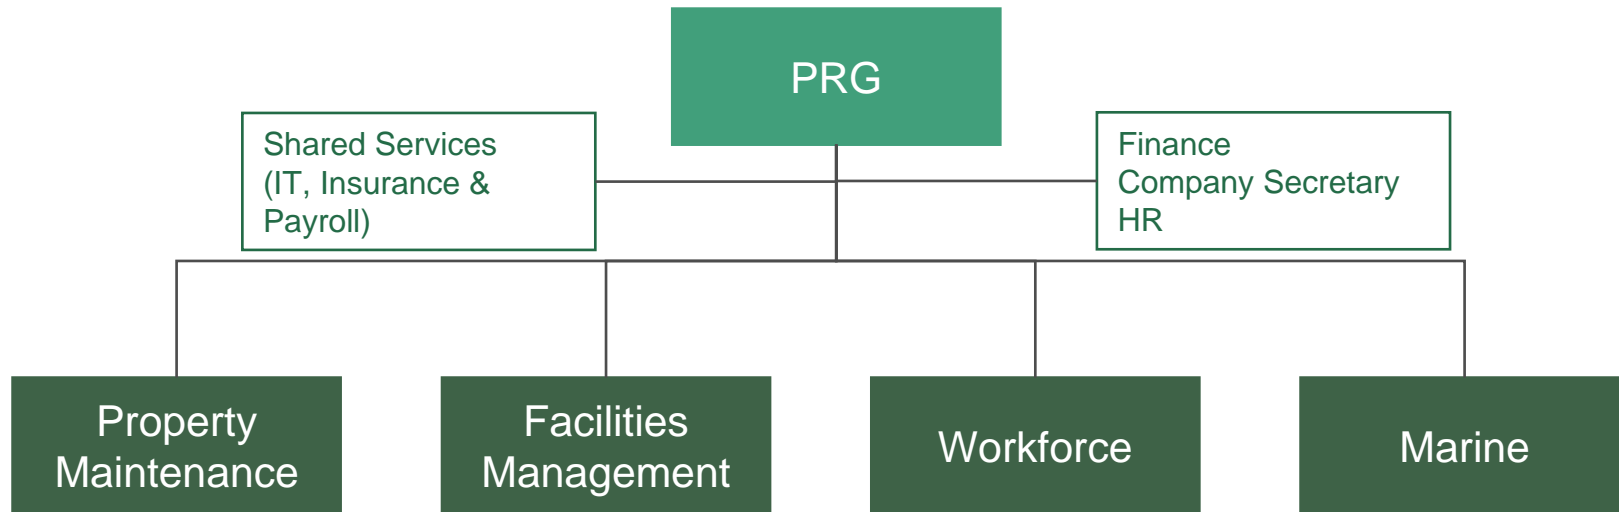 PRG
Shared Services
(IT, Insurance &
Payroll)
Finance
Company Secretary
HR
Property
Maintenance
Facilities
Management
Workforce
Marine